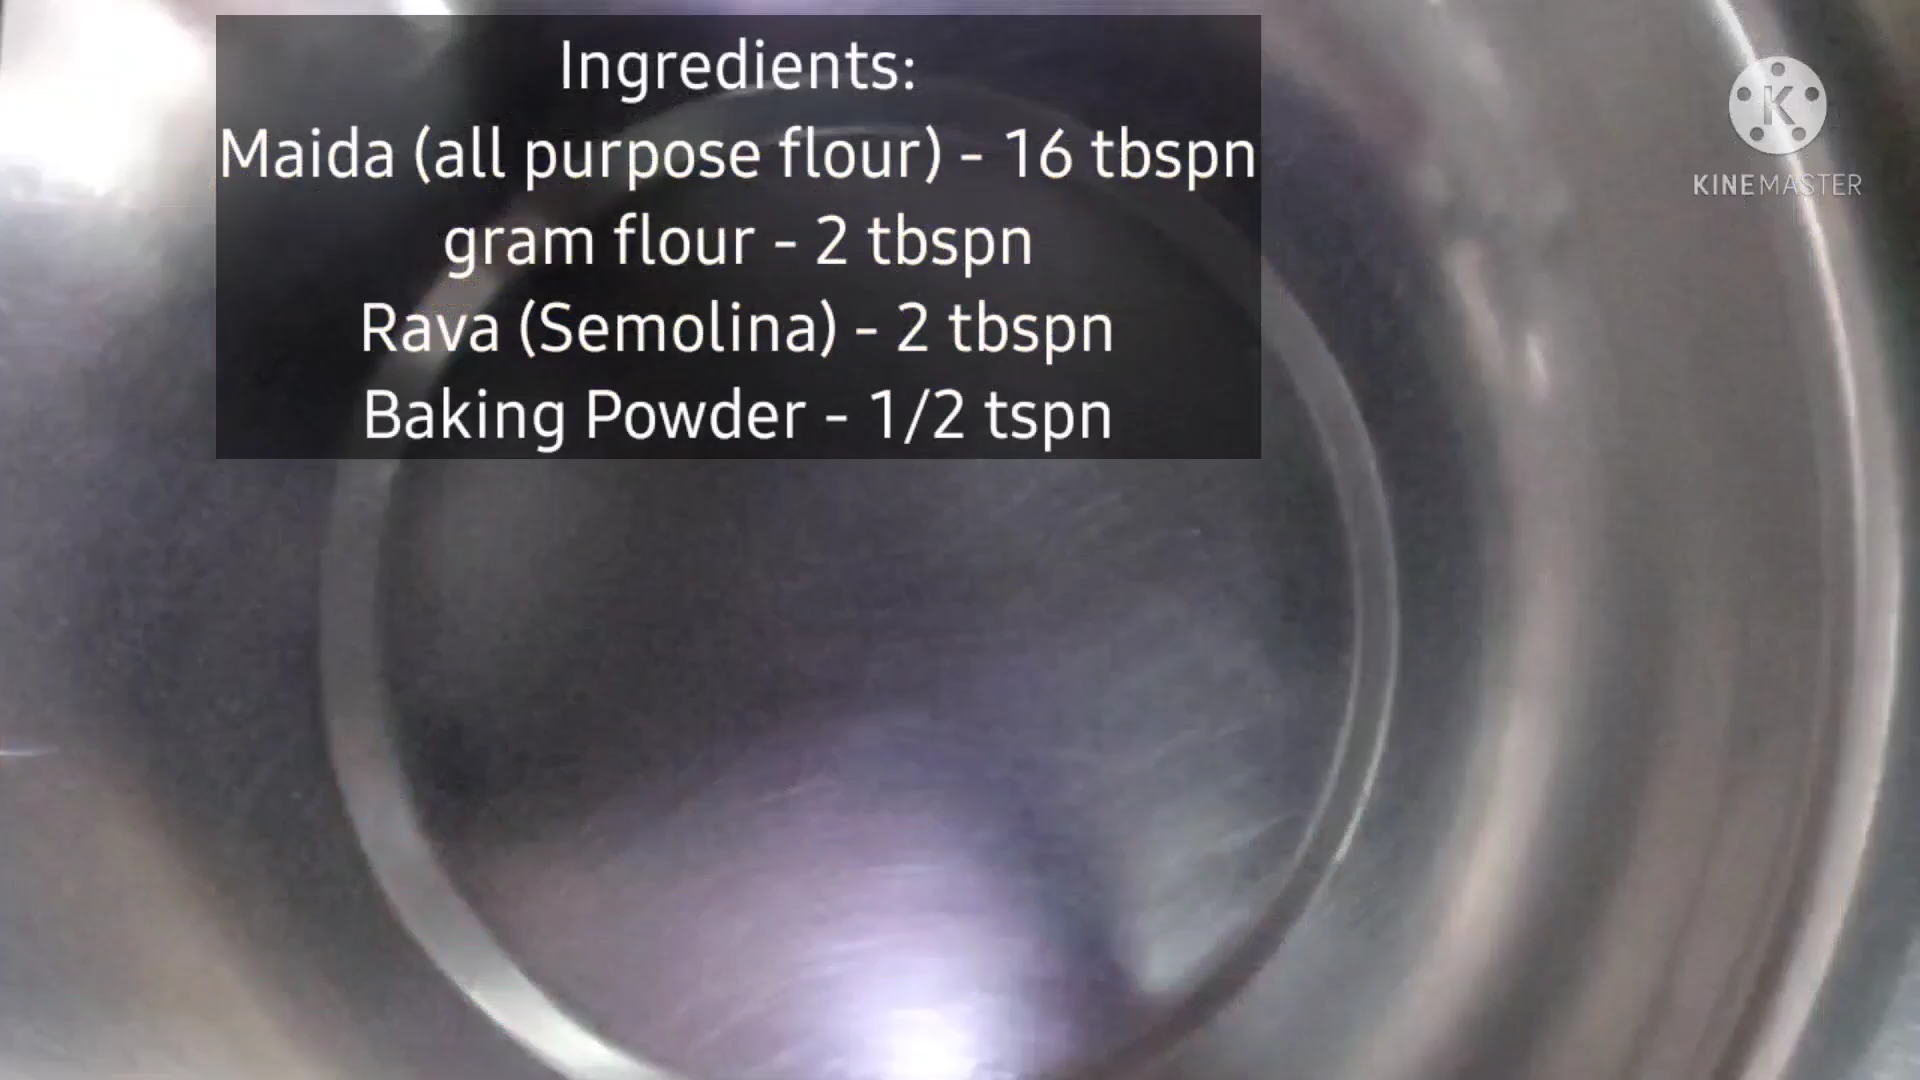 Ingredients:
Maida (all purpose flour) - 16 tbspn
gram flour - 2 tbspn
Rava (Semolina) - 2 tbspn
Baking Powder - 1/2 tspn
K
KINEMASTER